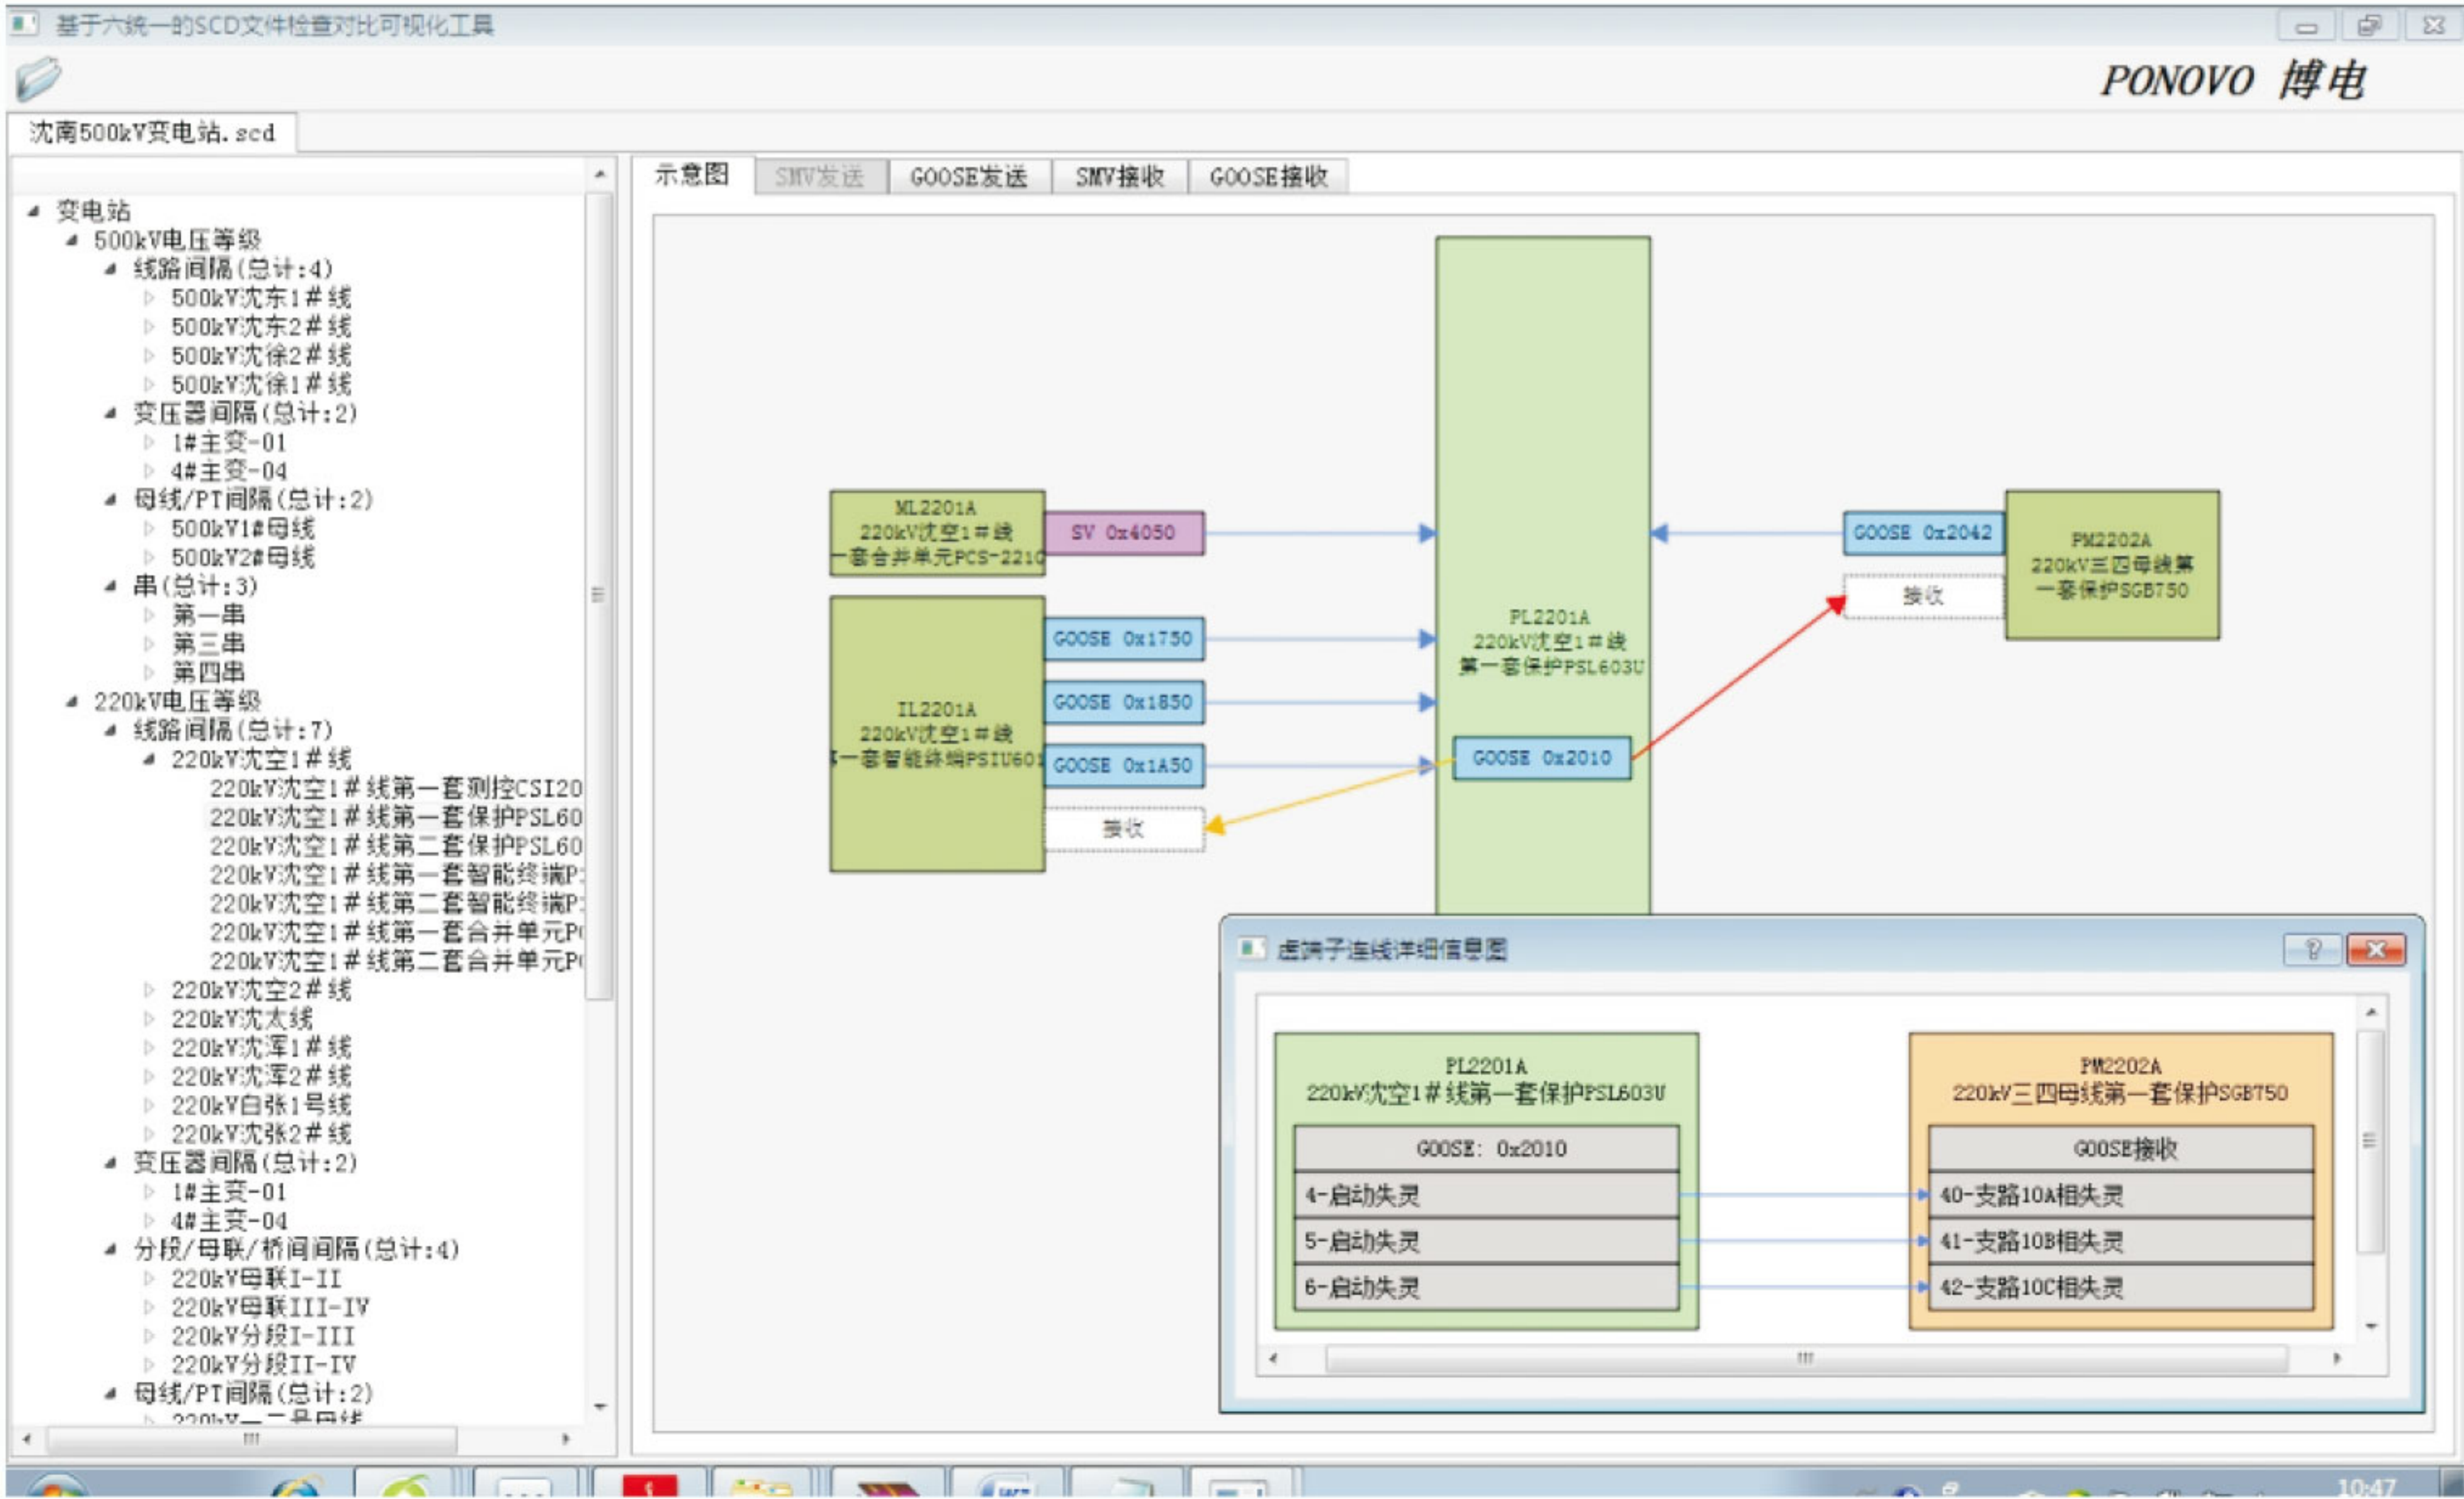 基于六统一的SCD文件检查对比可视化工具
PONOVO 博电
沈南500kV变电站.scd
示意图
SMV发送
GOOSE发送
SMV接收
GOOSE接收
变电站
500kV电压等级
线路间隔(总计:4)
500kV沈东1#线
500kV沈东2#线
500kV沈徐2#线
500kV沈徐1#线
变压器间隔(总计:2)
1#主变-01
4#主变-04
母线/PT间隔(总计:2)
500kV1#母线
500kV2#母线
串(总计:3)
第一串
第三串
第四串
220kV电压等级
线路间隔(总计:7)
220kV沈空1#线
220kV沈空1#线第一套测控CSI20
220kV沈空1#线第一套保护PSL60
220kV沈空1#线第二套保护PSL60
220kV沈空1#线第一套智能终端P
220kV沈空1#线第二套智能终端P
220kV沈空1#线第一套合并单元P
220kV沈空1#线第二套合并单元P
220kV沈空2#线
220kV沈太线
220kV沈浑1#线
220kV沈浑2#线
220kV白张1号线
220kV沈张2#线
变压器间隔(总计:2)
1#主变-01
4#主变-04
分段/母联/桥间间隔(总计:4)
220kV母联I-II
220kV母联III-IV
220kV分段I-III
220kV分段II-IV
母线/PT间隔(总计:2)
220kV一二号母线
ML2201A
220kV沈空1#线
一套合并单元PCS-221C
SV 0x4050
IL2201A
220kV沈空1#线
一套智能终端PSIU601
GOOSE 0x1750
GOOSE 0x1850
GOOSE 0x1A50
接收
PL2201A
220kV沈空1#线
第一套保护PSL603U
GOOSE 0x2010
GOOSE 0x2042
接收
PM2202A
220kV三四母线第
一套保护SGB750
虚端子连线详细信息图
PL2201A
220kV沈空1#线第一套保护PSL603U
GOOSE: 0x2010
4-启动失灵
5-启动失灵
6-启动失灵
PM2202A
220kV三四母线第一套保护SGB750
GOOSE接收
40-支路10A相失灵
41-支路10B相失灵
42-支路10C相失灵
10:47